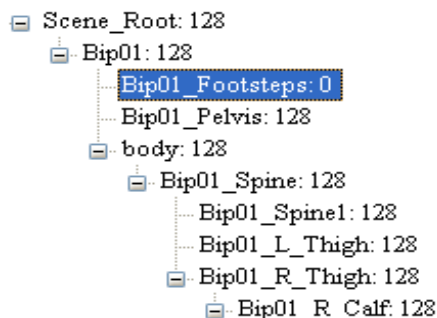 Scene_Root: 128
Bip01: 128
Bip01_Footsteps: 0
Bip01_Pelvis: 128
body: 128
Bip01_Spine: 128
Bip01_Spine1: 128
Bip01_L_Thigh: 128
Bip01_R_Thigh: 128
Bip01_R_Calf: 128